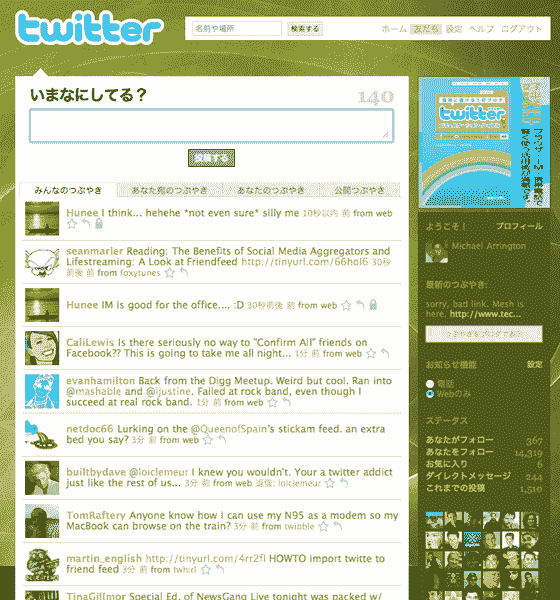 twitter
名前や場所
検索する
ホーム 友だち 設定 ヘルプ ログアウト
いまなにしてる？
140
投稿する
みんなのつぶやき
あなた宛のつぶやき
あなたのつぶやき
公開つぶやき
Hunee I think... hehehe *not even sure* silly me 10秒以内 前 from web
seanmarler Reading: The Benefits of Social Media Aggregators and
Lifestreaming: A Look at Friendfeed http://tinyurl.com/66hol6 30秒
前後 前 from foxytunes
Hunee IM is good for the office.... :D 30秒前後 前 from web
CaliLewis Is there seriously no way to "Confirm All" friends on
Facebook?? This is going to take me all night... 1分 前 from web
evanhamilton Back from the Digg Meetup. Weird but cool. Ran into
@mashable and @ijustine. Failed at rock band, even though I
succeed at real rock band. 1分 前 from web
netdoc66 Lurking on the @QueenofSpain's stickam feed. an extra
bed you say? 3分 前 from web
builtbydave @loiclemeur I knew you wouldn't. Your a twitter addict
just like the rest of us... 3分 前 from web 返信: loiclemeur
TomRaftery Anyone know how I can use my N95 as a modem so my
MacBook can browse on the train? 3分 前 from twibble
martin_english http://tinyurl.com/4rr2fl HOWTO import twitte to
friend feed 3分 前 from twhirl
TinaGillmor Special Ed. of NewsGang Live tonight was packed w/
twitter
ようこそ！
プロフィール
Michael Arrington
最新のつぶやき:
sorry, bad link. Mesh is
here. http://www.tec...
つぶやきをブログで表示
お知らせ機能
設定
電話
Webのみ
ステータス
あなたがフォロー 367
あなたをフォロー 14,319
お気に入り 6
ダイレクトメッセージ 244
これまでの投稿 1,510